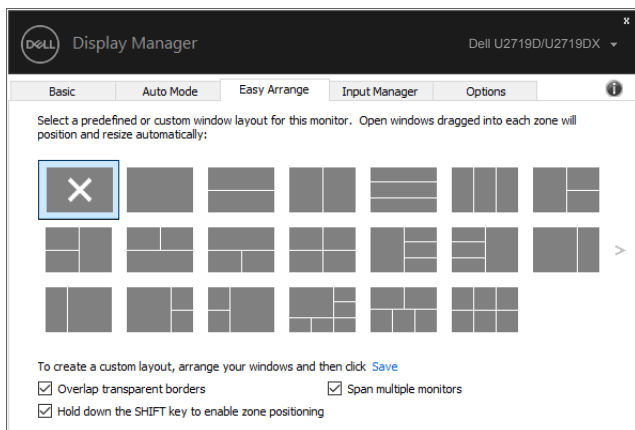 x
DELL Display Manager Dell U2719D/U2719DX
Basic Auto Mode Easy Arrange Input Manager Options
Select a predefined or custom window layout for this monitor. Open windows dragged into each zone will
position and resize automatically:
>
To create a custom layout, arrange your windows and then click Save
Overlap transparent borders Span multiple monitors
Hold down the SHIFT key to enable zone positioning